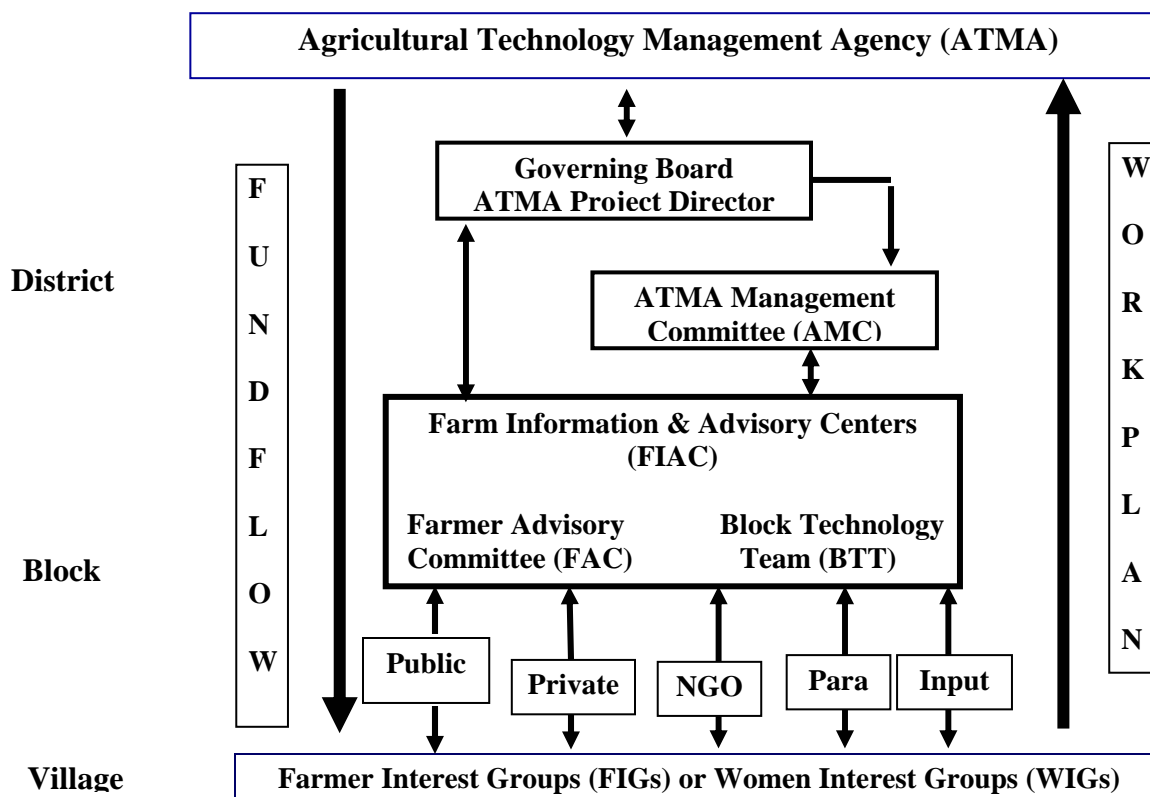 Agricultural Technology Management Agency (ATMA)
Governing Board
ATMA Project Director
District
ATMA Management
Committee (AMC)
Farm Information & Advisory Centers
(FIAC)
Farmer Advisory
Committee (FAC)
Block Technology
Team (BTT)
Block
Public
Private
NGO
Para
Input
Village
Farmer Interest Groups (FIGs) or Women Interest Groups (WIGs)
F
U
N
D
F
L
O
W
W
O
R
K
P
L
A
N